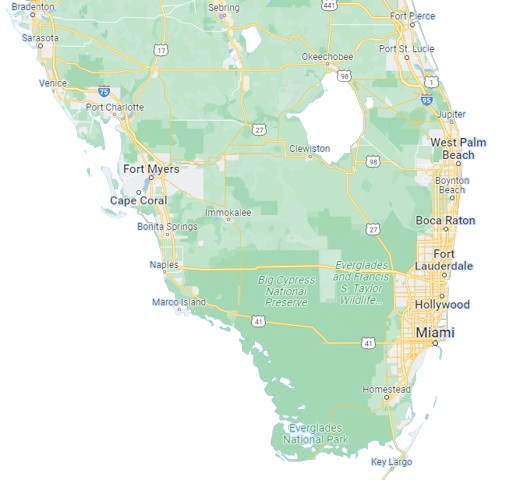 Bradenton
Sebring
441
Fort Pierce
Sarasota
17
Port St. Lucie
Okeechobee
98
Venice
75
1
95
Port Charlotte
Jupiter
27
West Palm
Beach
Clewiston
98
Fort Myers
Boynton
Beach
Cape Coral
Immokalee
Boca Raton
Bonita Springs
27
Fort
Lauderdale
Naples
Everglades
and Francis
S. Taylor
Wildlife...
Big Cypress
National
Preserve
Marco Island
Hollywood
41
Miami
41
Homestead
Everglades
National Park
Key Largo